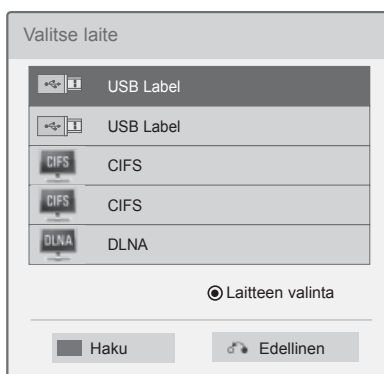 Valitse laite
USB Label
USB Label
CIFS CIFS
CIFS CIFS
DLNA DLNA
Laitteen valinta
Haku Edellinen